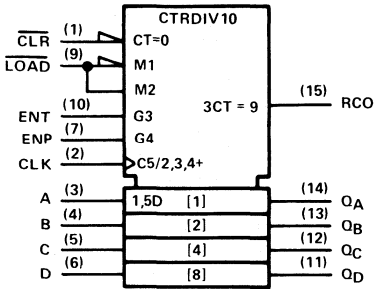 CTRDIV10
CLR (1) CT=0
LOAD (9) M1
M2
ENT (10) G3
3CT = 9 (15) RCO
ENP (7) G4
CLK (2) C5/2,3,4+
A (3) 1,5D [1] (14) QA
B (4) [2] (13) QB
C (5) [4] (12) QC
D (6) [8] (11) QD